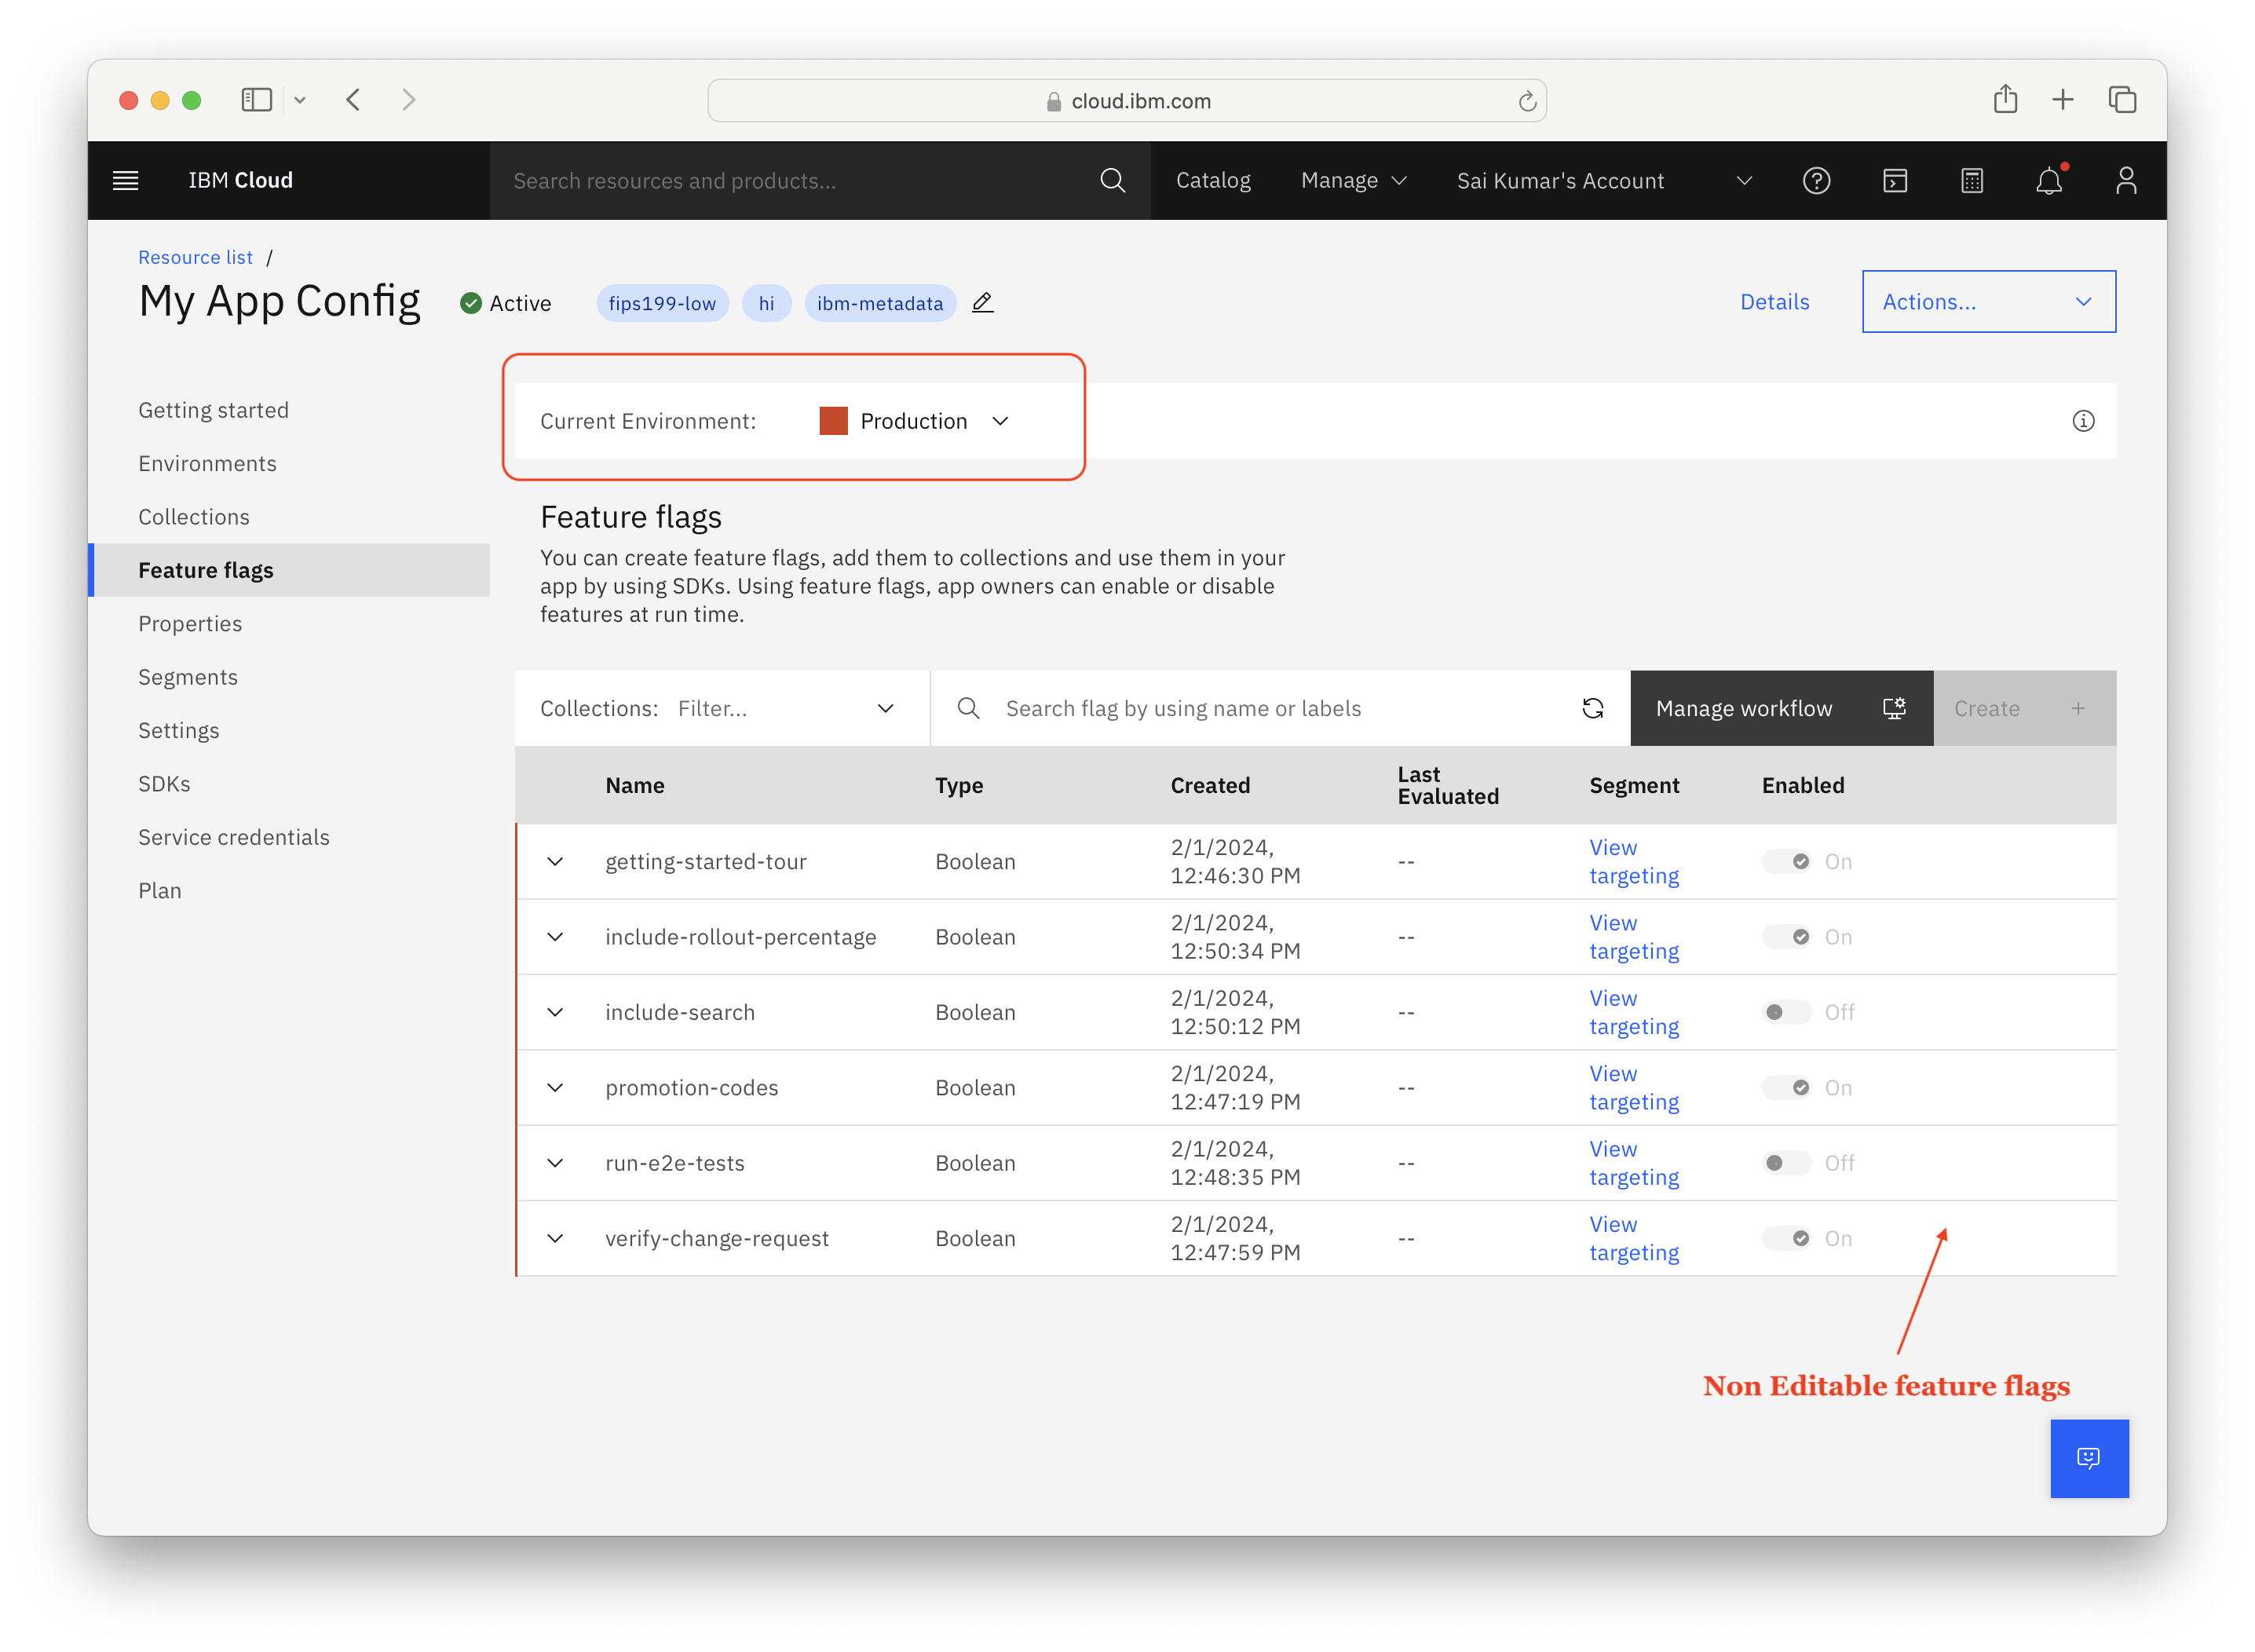 cloud.ibm.com
IBM Cloud
Search resources and products...
Catalog
Manage
Sai Kumar's Account
Resource list /
My App Config
Active
fips199-low
hi
ibm-metadata
Details
Actions...
Getting started
Environments
Collections
Feature flags
Properties
Segments
Settings
SDKs
Service credentials
Plan
Current Environment:
Production
Feature flags
You can create feature flags, add them to collections and use them in your
app by using SDKs. Using feature flags, app owners can enable or disable
features at run time.
Collections: Filter...
Search flag by using name or labels
Manage workflow
Create +
Name
Type
Created
Last
Evaluated
Segment
Enabled
getting-started-tour
Boolean
2/1/2024,
12:46:30 PM
--
View
targeting
On
include-rollout-percentage
Boolean
2/1/2024,
12:50:34 PM
--
View
targeting
On
include-search
Boolean
2/1/2024,
12:50:12 PM
--
View
targeting
Off
promotion-codes
Boolean
2/1/2024,
12:47:19 PM
--
View
targeting
On
run-e2e-tests
Boolean
2/1/2024,
12:48:35 PM
--
View
targeting
Off
verify-change-request
Boolean
2/1/2024,
12:47:59 PM
--
View
targeting
On
Non Editable feature flags